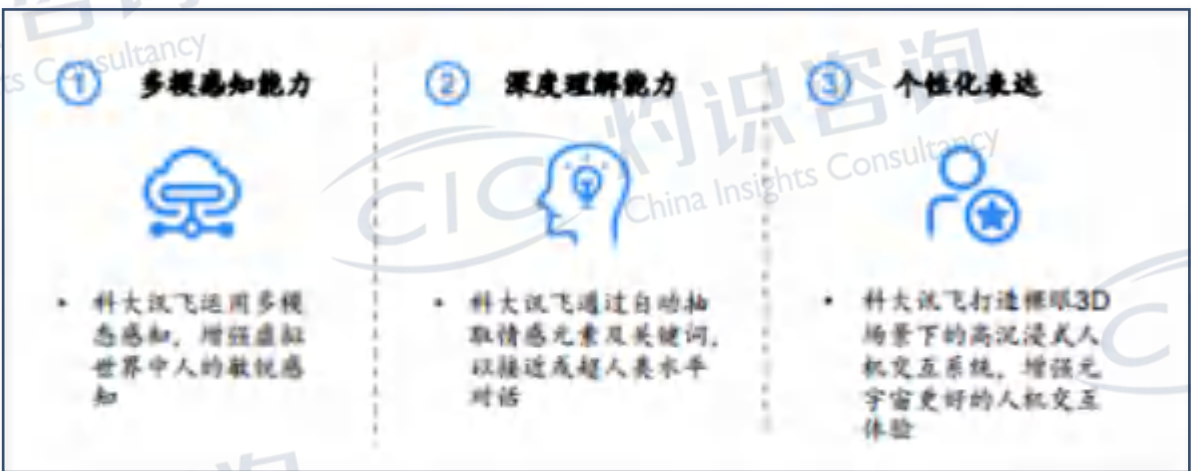 灼识咨询
China Insights Consultancy
CIC
① 多模感知能力
科大讯飞运用多模
态感知，增强虚拟
世界中人的敏锐感
知
② 深度理解能力
科大讯飞通过自动抽
取情感元素及关键词，
以接近或超人类水平
对话
③ 个性化表达
科大讯飞打造裸眼3D
场景下的高沉浸式人
机交互系统，增强元
宇宙更好的人机交互
体验